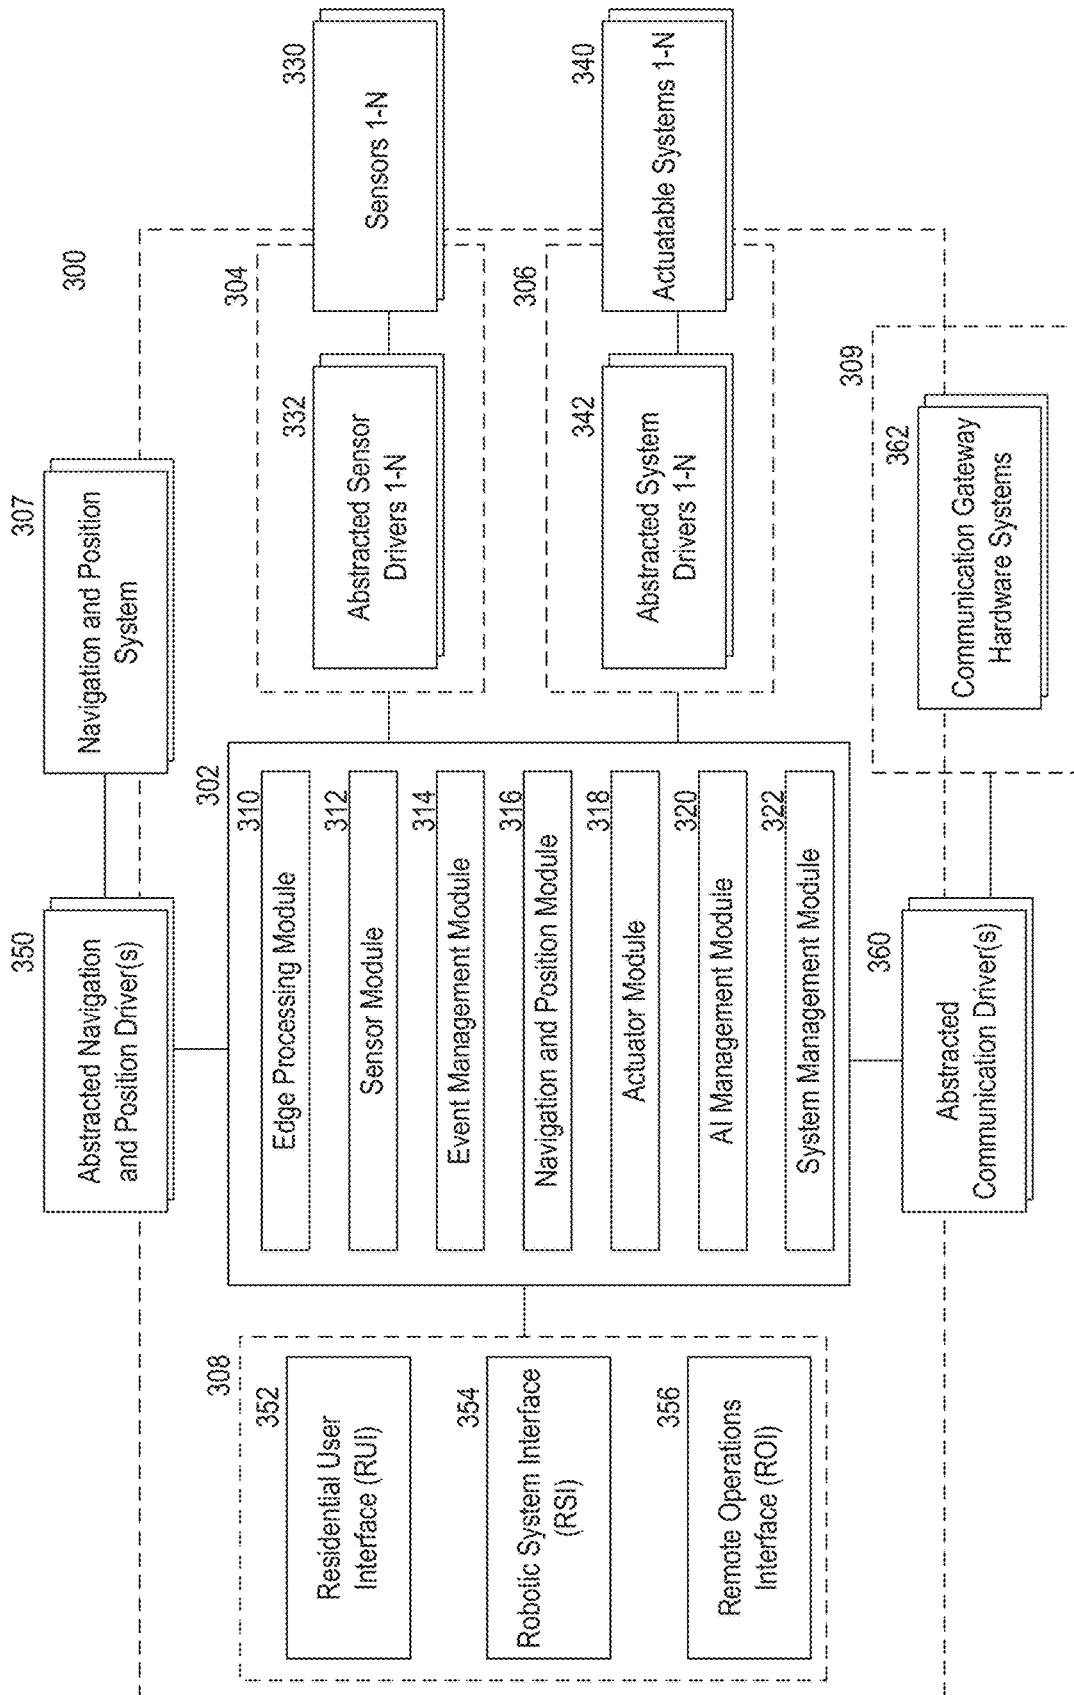 300
308
352
Residential User
Interface (RUI)
354
Robotic System Interface
(RSI)
356
Remote Operations
Interface (ROI)
350
Abstracted Navigation
and Position Driver(s)
307
Navigation and Position
System
302
310
Edge Processing Module
312
Sensor Module
314
Event Management Module
316
Navigation and Position Module
318
Actuator Module
320
AI Management Module
322
System Management Module
304
332
Abstracted Sensor
Drivers 1-N
330
Sensors 1-N
306
342
Abstracted System
Drivers 1-N
340
Actuatable Systems 1-N
360
Abstracted
Communication Driver(s)
309
362
Communication Gateway
Hardware Systems